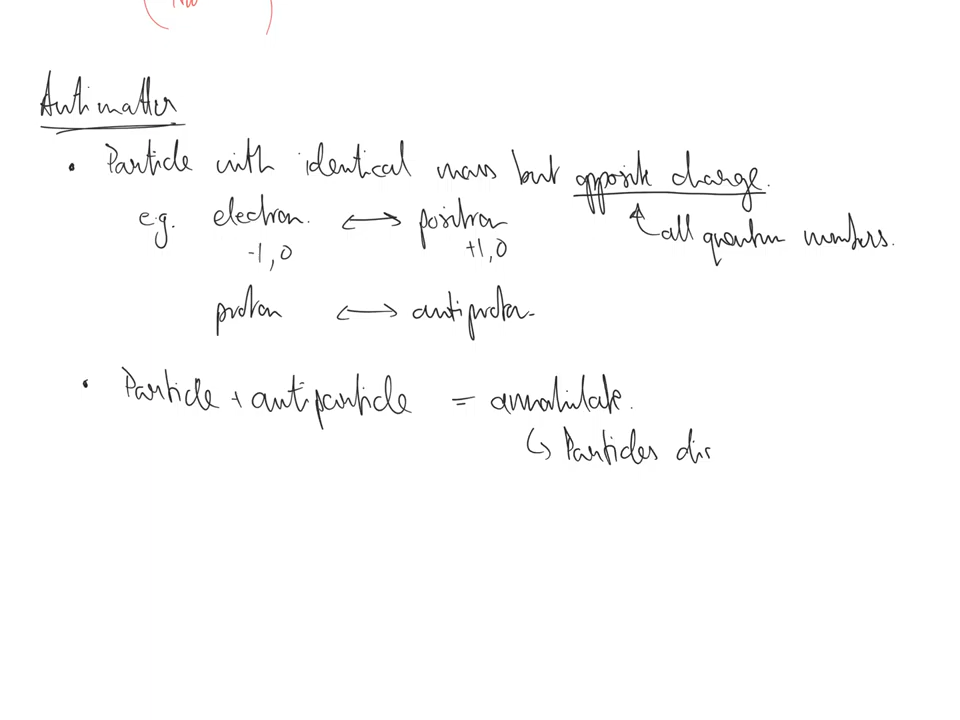 Antimatter
• Particle with identical mass but opposite charge.
e.g. electron. ⟷ positron
all quantum numbers.
-1, 0 +1, 0
proton ⟷ antiproton
• Particle + antiparticle = annahilate.
↳ Particles dis